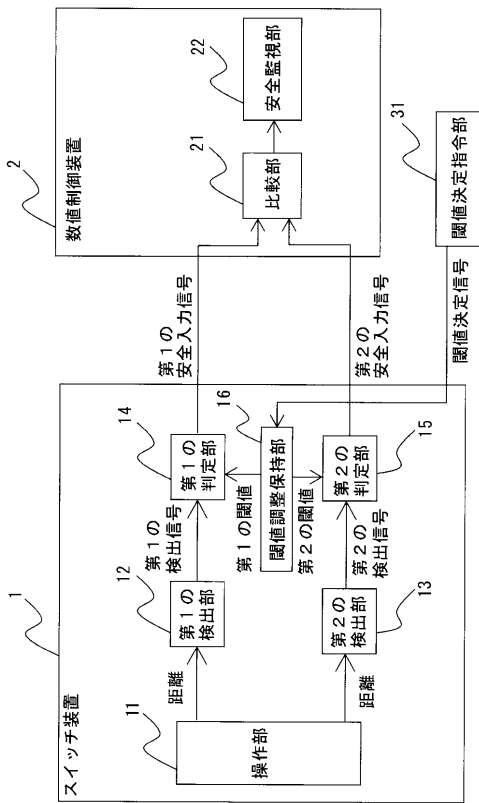 1
スイッチ装置
11
操作部
距離
距離
12
第1の
検出部
第2の
検出部
13
第1の
検出信号
第2の
検出信号
14
第1の
判定部
第1の閾値
16
閾値調整保持部
第2の閾値
第2の
判定部
15
第1の
安全入力信号
第2の
安全入力信号
2
数値制御装置
21
比較部
22
安全監視部
31
閾値決定指令部
閾値決定信号